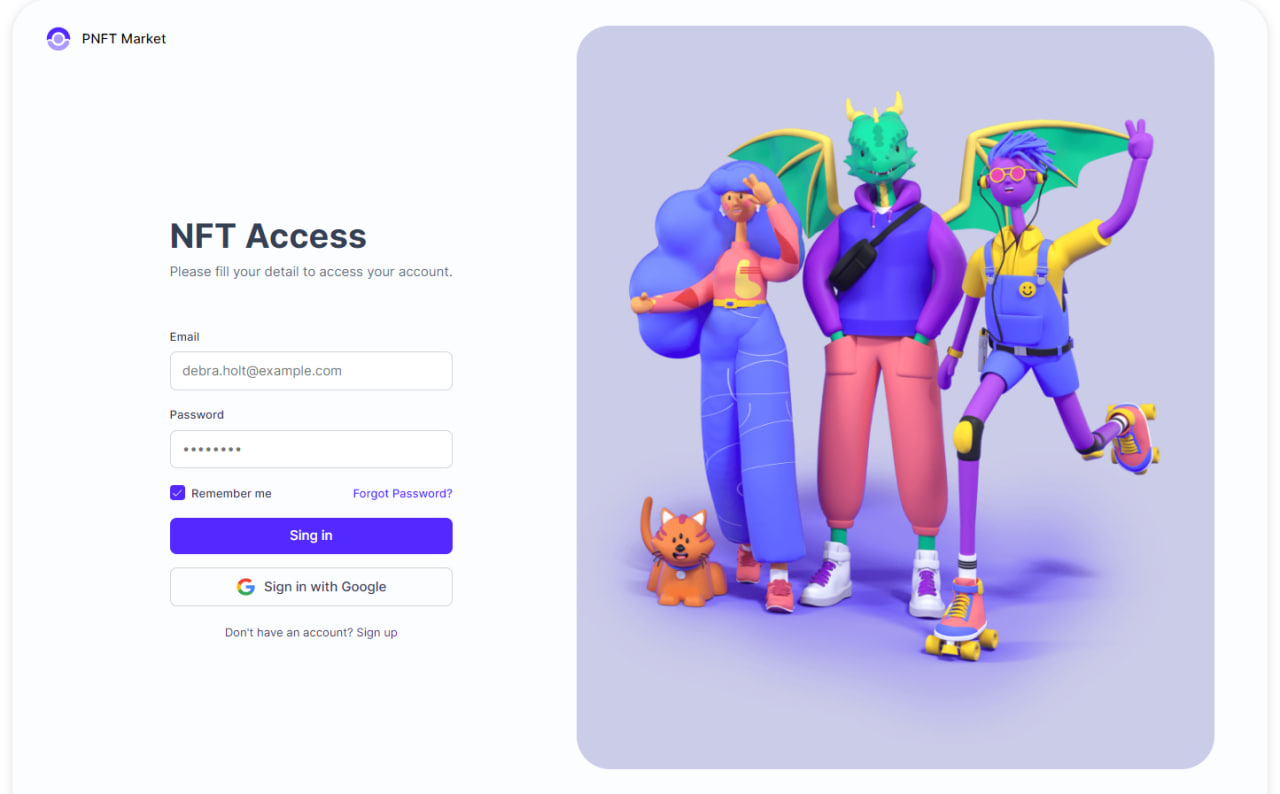 PNFT Market
NFT Access
Please fill your detail to access your account.
Email
debra.holt@example.com
Password
••••••••
Remember me
Forgot Password?
Sing in
Sign in with Google
Don't have an account? Sign up